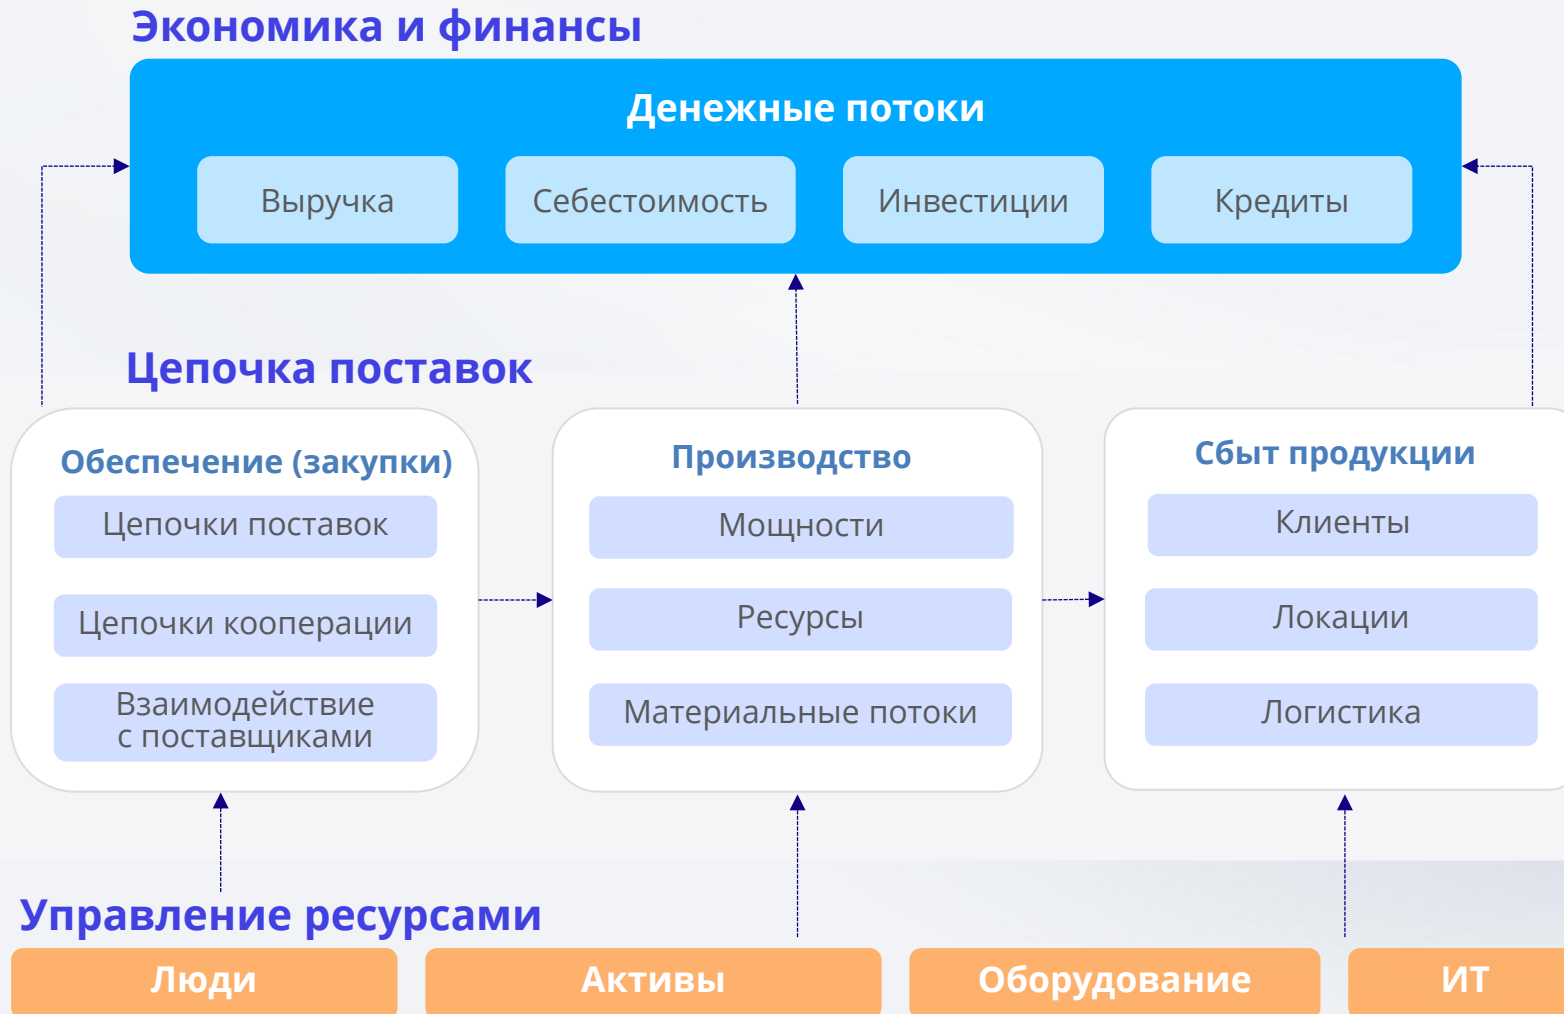 Экономика и финансы
Денежные потоки
Выручка
Себестоимость
Инвестиции
Кредиты
Цепочка поставок
Обеспечение (закупки)
Цепочки поставок
Цепочки кооперации
Взаимодействие
с поставщиками
Производство
Мощности
Ресурсы
Материальные потоки
Сбыт продукции
Клиенты
Локации
Логистика
Управление ресурсами
Люди
Активы
Оборудование
ИТ